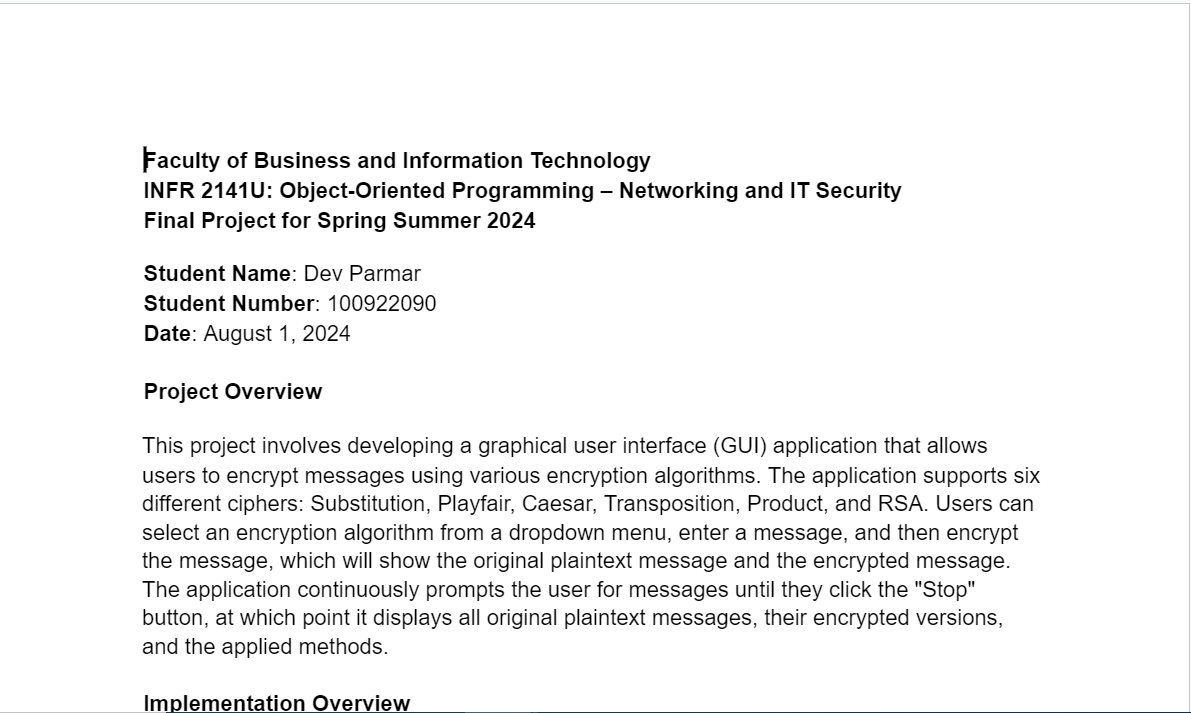 Faculty of Business and Information Technology
INFR 2141U: Object-Oriented Programming – Networking and IT Security
Final Project for Spring Summer 2024
Student Name: Dev Parmar
Student Number: 100922090
Date: August 1, 2024
Project Overview
This project involves developing a graphical user interface (GUI) application that allows
users to encrypt messages using various encryption algorithms. The application supports six
different ciphers: Substitution, Playfair, Caesar, Transposition, Product, and RSA. Users can
select an encryption algorithm from a dropdown menu, enter a message, and then encrypt
the message, which will show the original plaintext message and the encrypted message.
The application continuously prompts the user for messages until they click the "Stop"
button, at which point it displays all original plaintext messages, their encrypted versions,
and the applied methods.
Implementation Overview